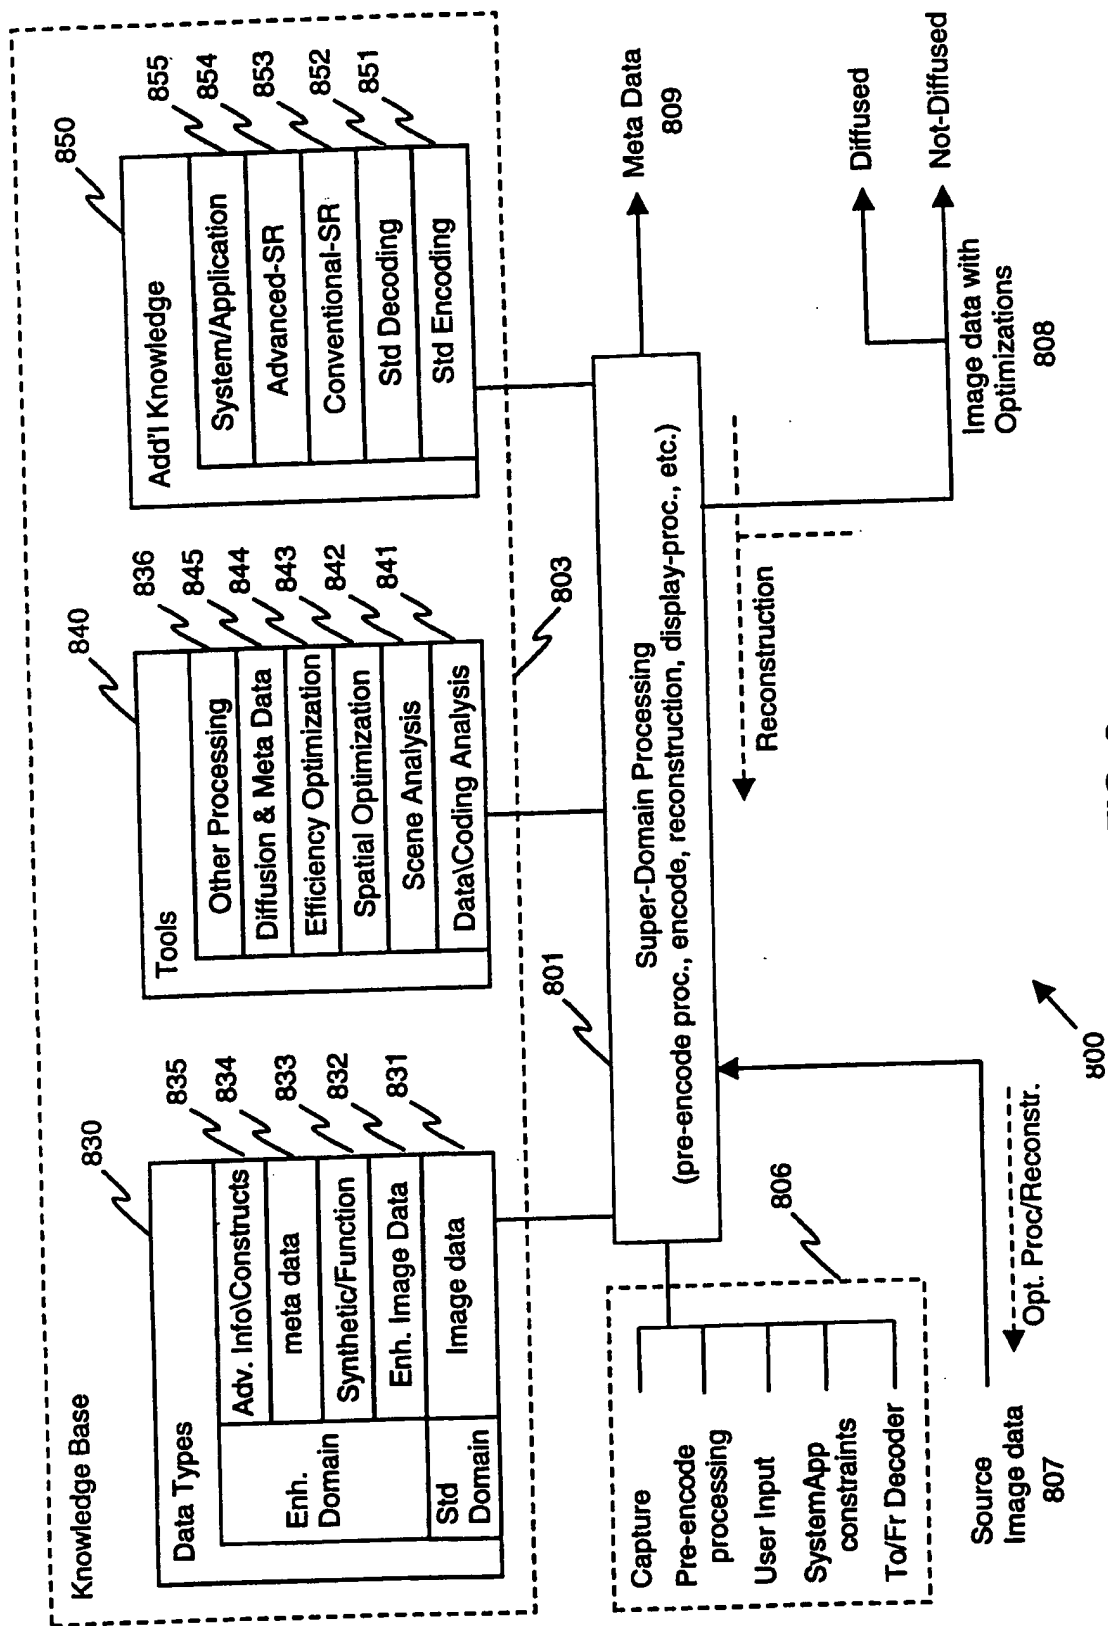 Knowledge Base
830
Data Types
Enh.
Domain
Std
Domain
Adv. Info\Constructs
meta data
Synthetic/Function
Enh. Image Data
Image data
835
834
833
832
831
840
Tools
Other Processing
Diffusion & Meta Data
Efficiency Optimization
Spatial Optimization
Scene Analysis
Data\Coding Analysis
836
845
844
843
842
841
803
850
Add'l Knowledge
System/Application
Advanced-SR
Conventional-SR
Std Decoding
Std Encoding
855
854
853
852
851
801
Super-Domain Processing
(pre-encode proc., encode, reconstruction, display-proc., etc.)
Meta Data
809
Capture
Pre-encode
processing
User Input
SystemApp
constraints
To/Fr Decoder
806
Source
Image data
807
Opt. Proc/Reconstr.
Reconstruction
Diffused
Not-Diffused
Image data with
Optimizations
808
800